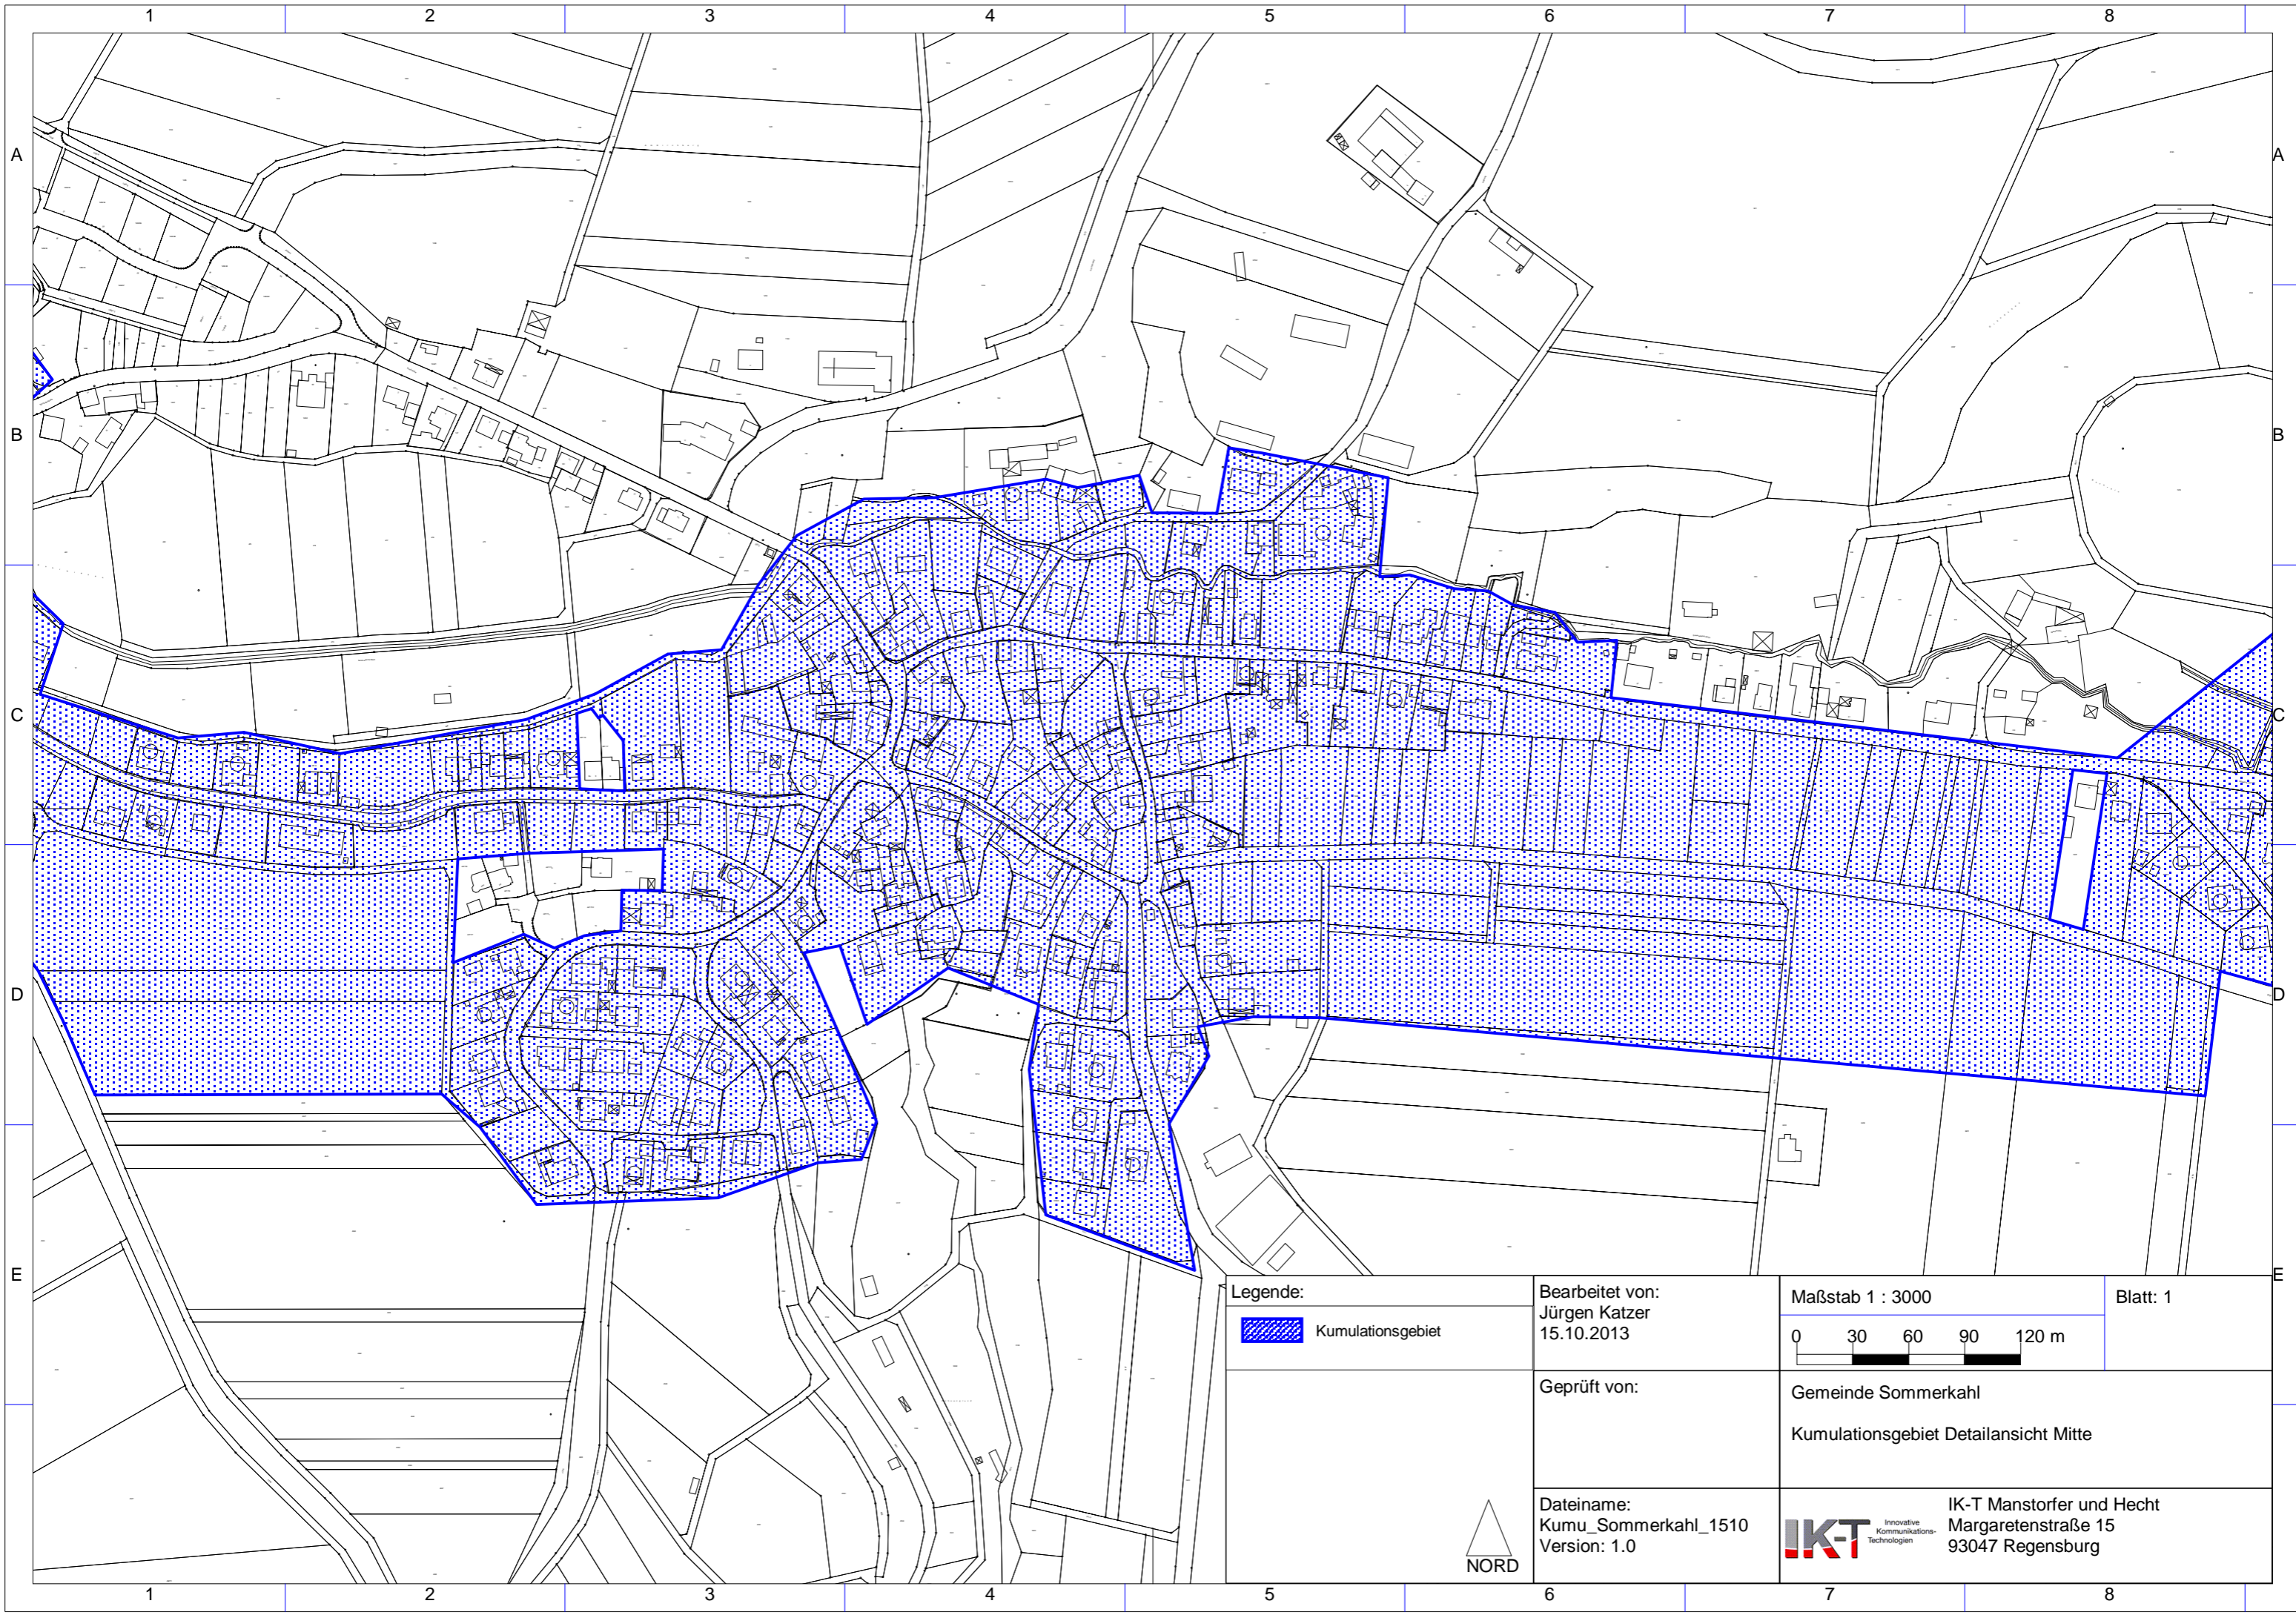 1 2 3 4 5 6 7 8
A A
B B
C C
D D
E E
Legende:
Kumulationsgebiet
NORD
Bearbeitet von:
Jürgen Katzer
15.10.2013
Geprüft von:
Dateiname:
Kumu_Sommerkahl_1510
Version: 1.0
Maßstab 1 : 3000
0 30 60 90 120 m
Blatt: 1
Gemeinde Sommerkahl
Kumulationsgebiet Detailansicht Mitte
IK-T
Innovative
Kommunikations-
Technologien
IK-T Manstorfer und Hecht
Margaretenstraße 15
93047 Regensburg
1 2 3 4 5 6 7 8